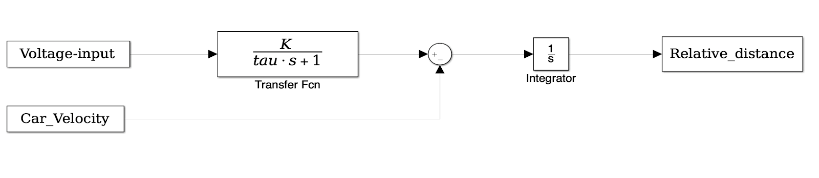 Voltage-input
K
tau · s + 1
Transfer Fcn
+
-
1
s
Integrator
Relative_distance
Car_Velocity